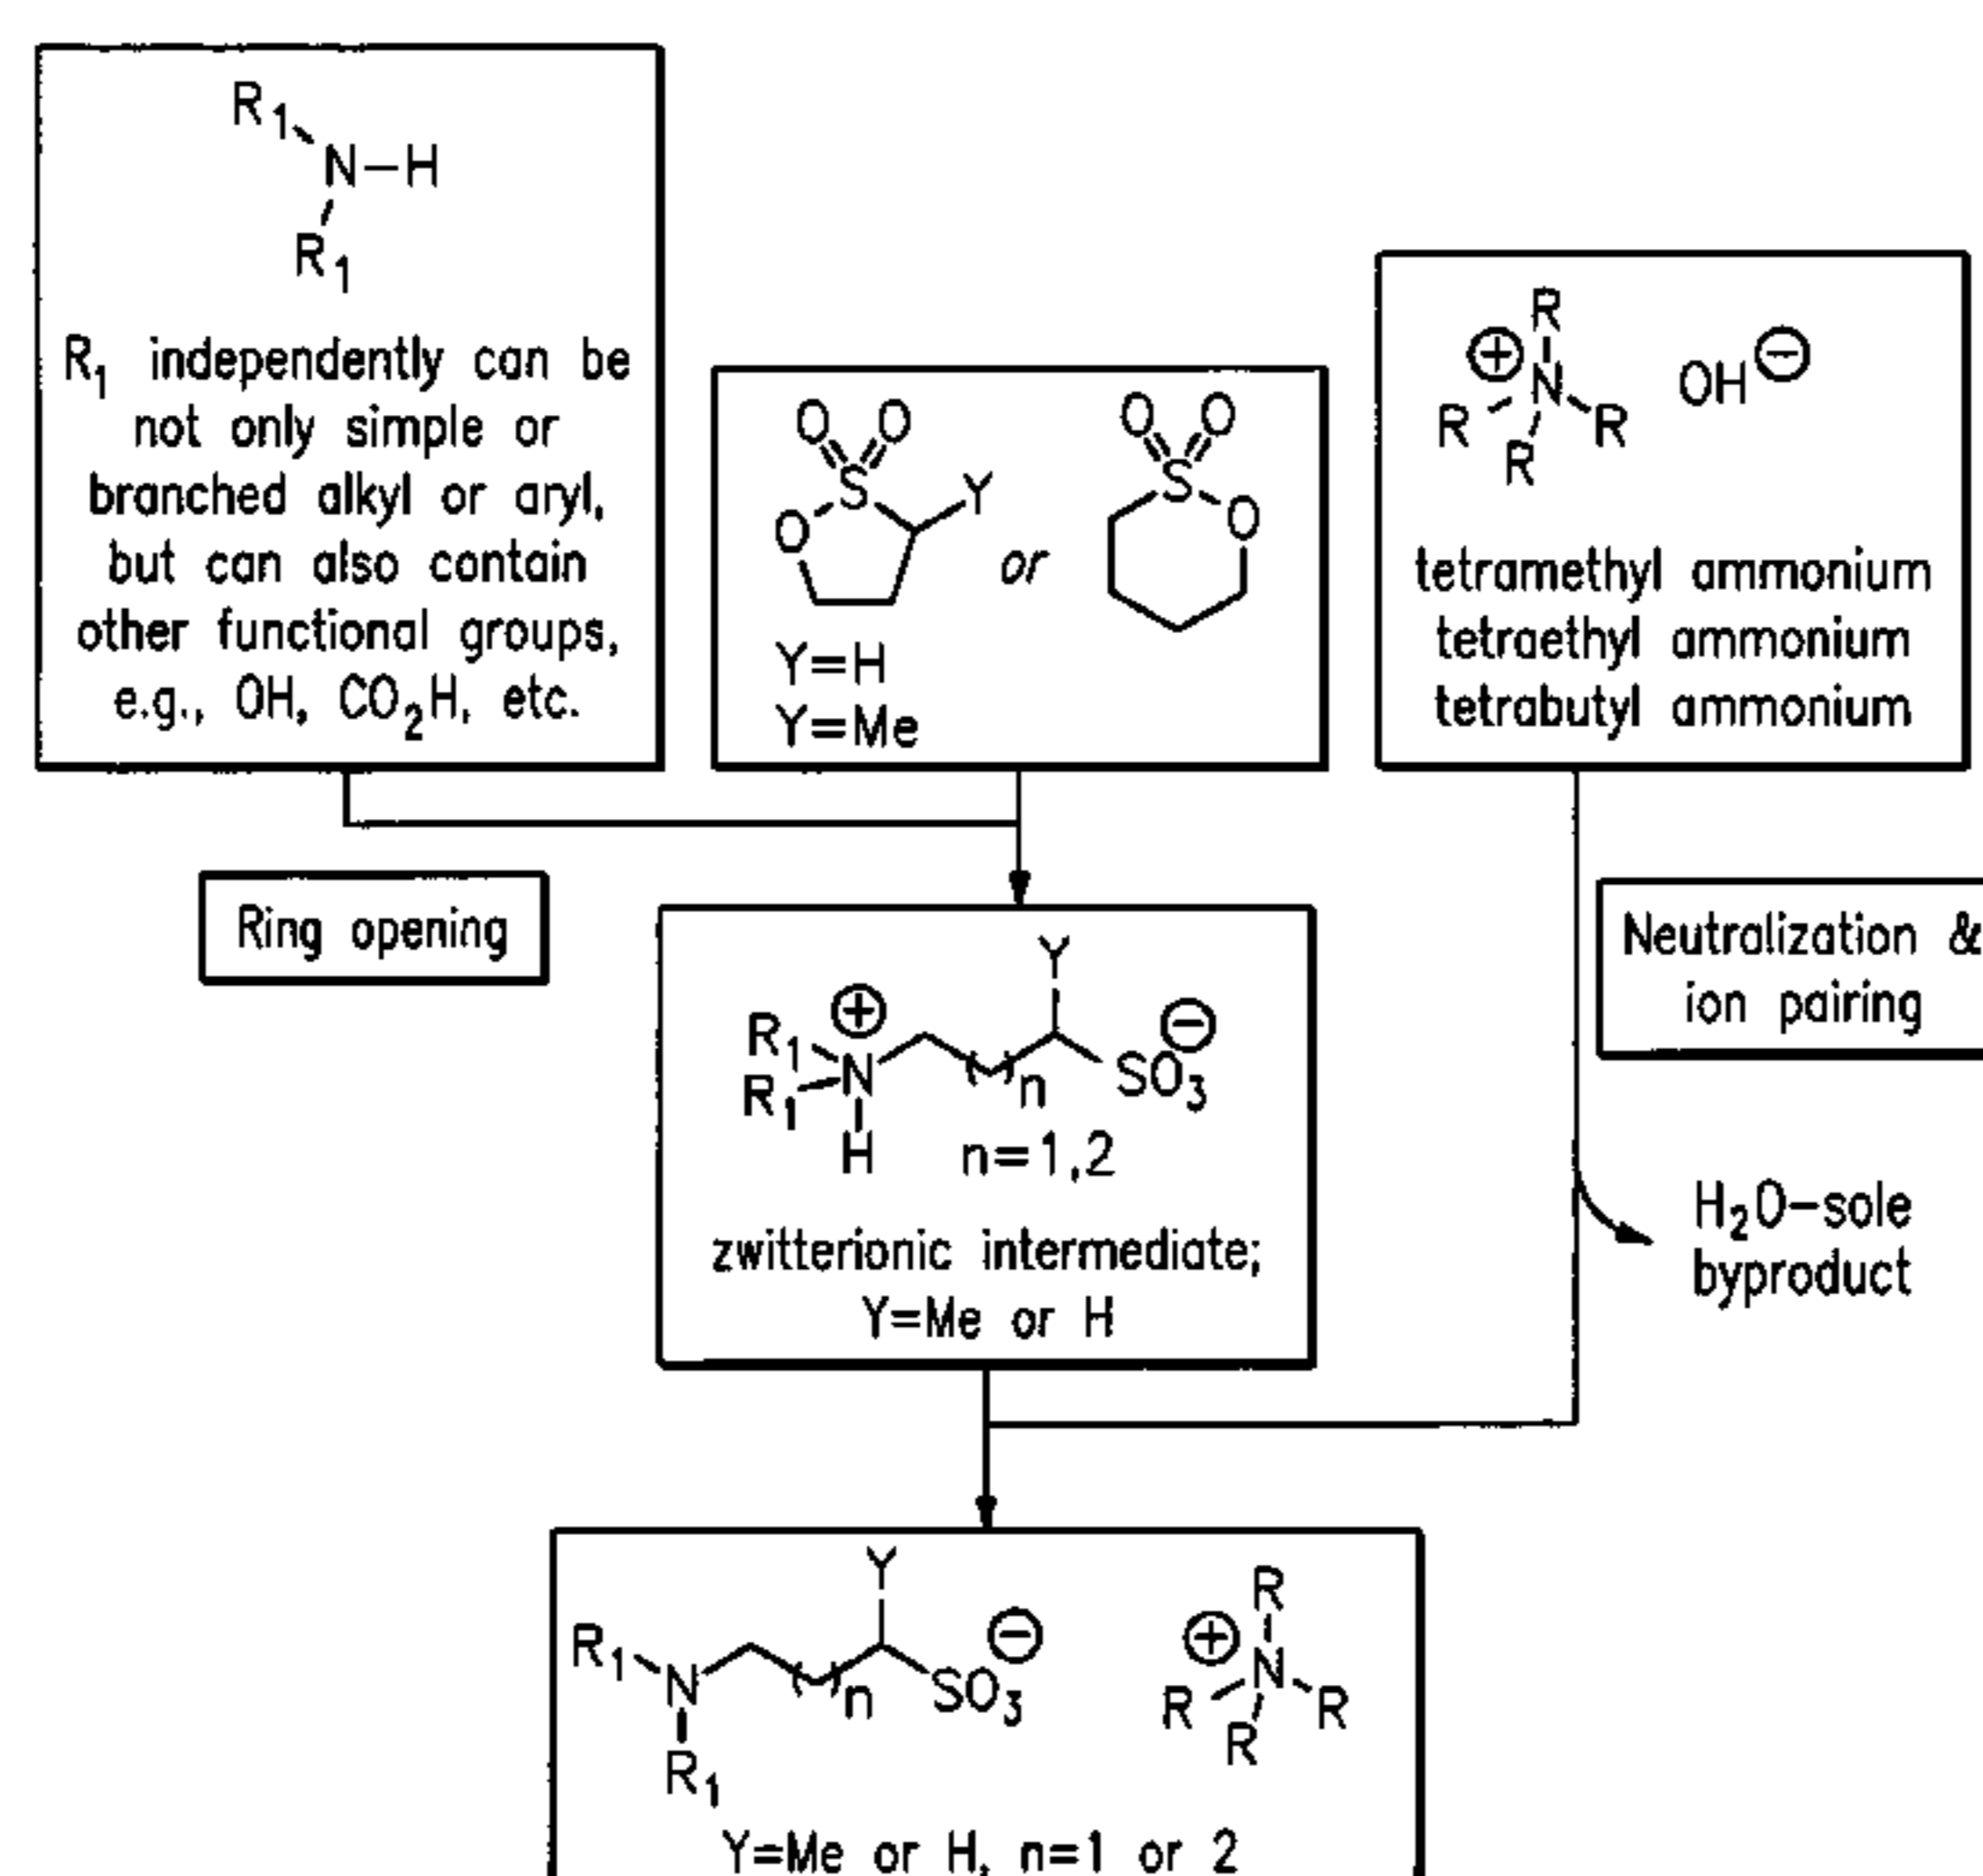 R1
N–H
R1
R1 independently can be
not only simple or
branched alkyl or aryl,
but can also contain
other functional groups,
e.g., OH, CO2H, etc.
O O
S Y
O
or
O O
S
O
Y=H
Y=Me
R
⊕ N OH ⊖
R R
R
tetramethyl ammonium
tetraethyl ammonium
tetrabutyl ammonium
Ring opening
Neutralization &
ion pairing
Y
⊕ ⊖
R1
R1 N ( )n SO3
H n=1,2
zwitterionic intermediate;
Y=Me or H
H2O–sole
byproduct
Y
R1 N ( )n SO3 ⊖
R1
R
⊕ N
R R
R
Y=Me or H, n=1 or 2